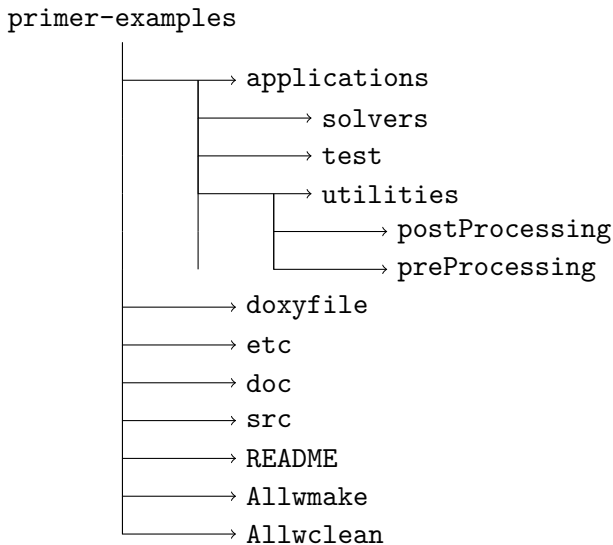 primer-examples
applications
solvers
test
utilities
postProcessing
preProcessing
doxyfile
etc
doc
src
README
Allwmake
Allwclean